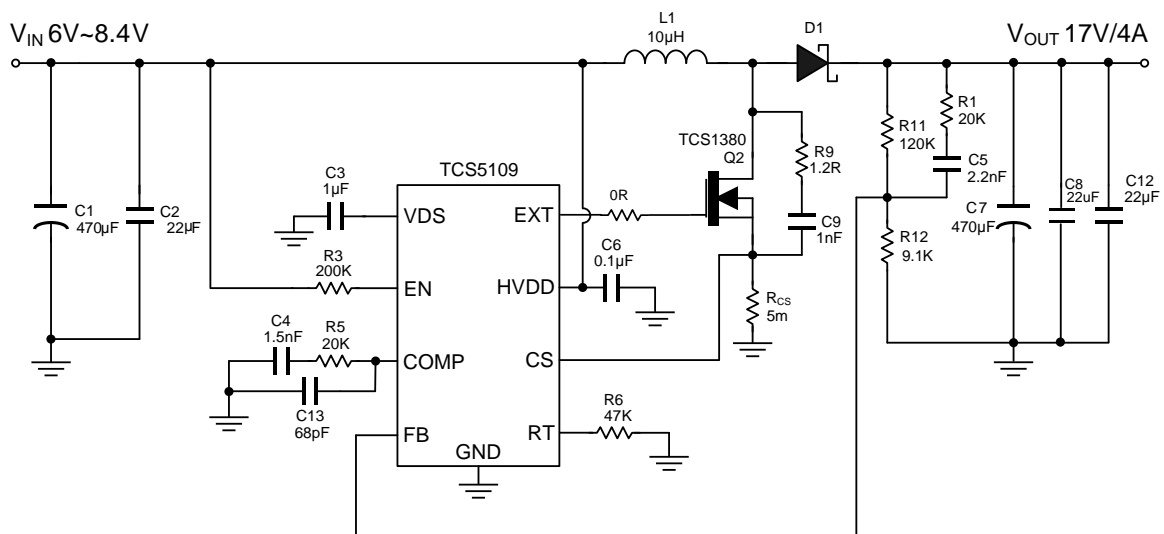 V_IN 6V~8.4V
L1
10µH
D1
V_OUT 17V/4A
TCS1380
Q2
R9
1.2R
R11
120K
R1
20K
C5
2.2nF
C1
470µF
C2
22µF
C3
1µF
TCS5109
VDS
EXT
0R
C9
1nF
C7
470µF
C8
22uF
C12
22µF
R12
9.1K
R3
200K
EN
HVDD
C6
0.1µF
R_CS
5m
C4
1.5nF
R5
20K
COMP
CS
C13
68pF
FB
GND
RT
R6
47K